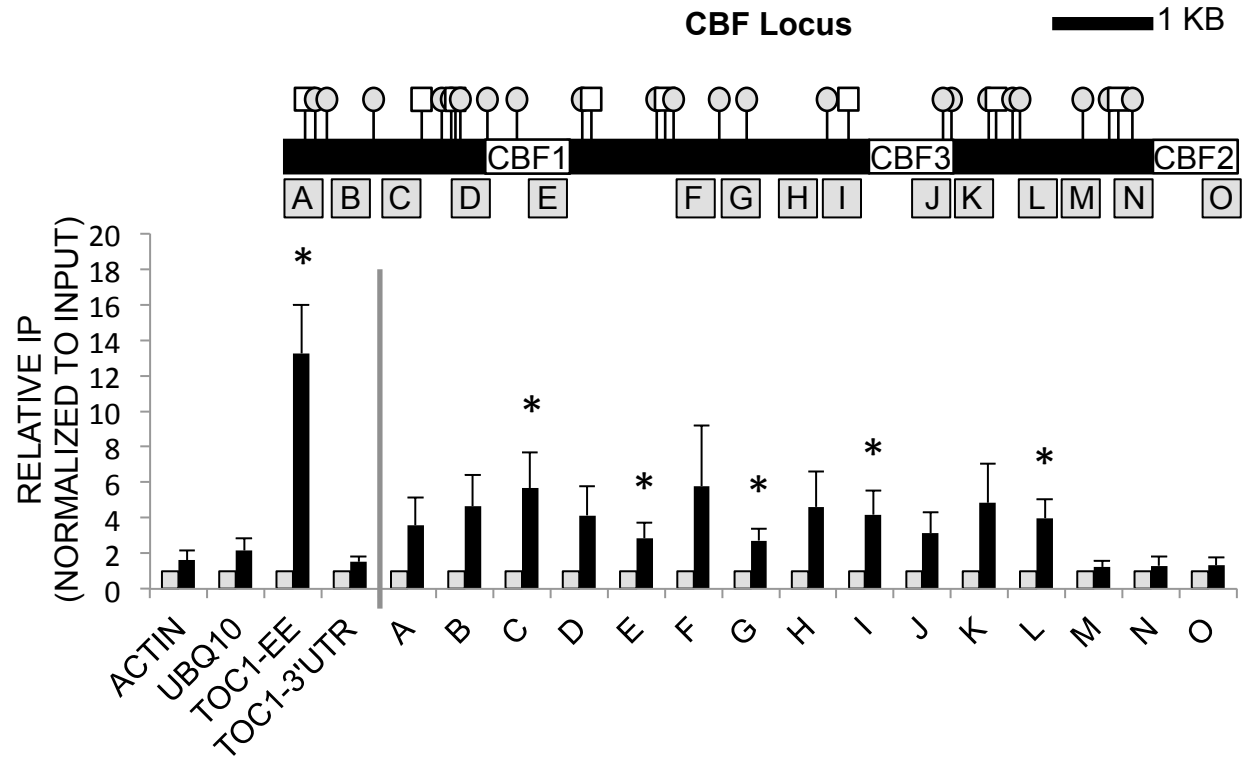 CBF Locus
1 KB
CBF1 CBF3 CBF2
A B C D E F G H I J K L M N O
RELATIVE IP
(NORMALIZED TO INPUT)
20
18
16
14
12
10
8
6
4
2
0
*
*
*
*
*
*
ACTIN
UBQ10
TOC1-EE
TOC1-3'UTR
A
B
C
D
E
F
G
H
I
J
K
L
M
N
O